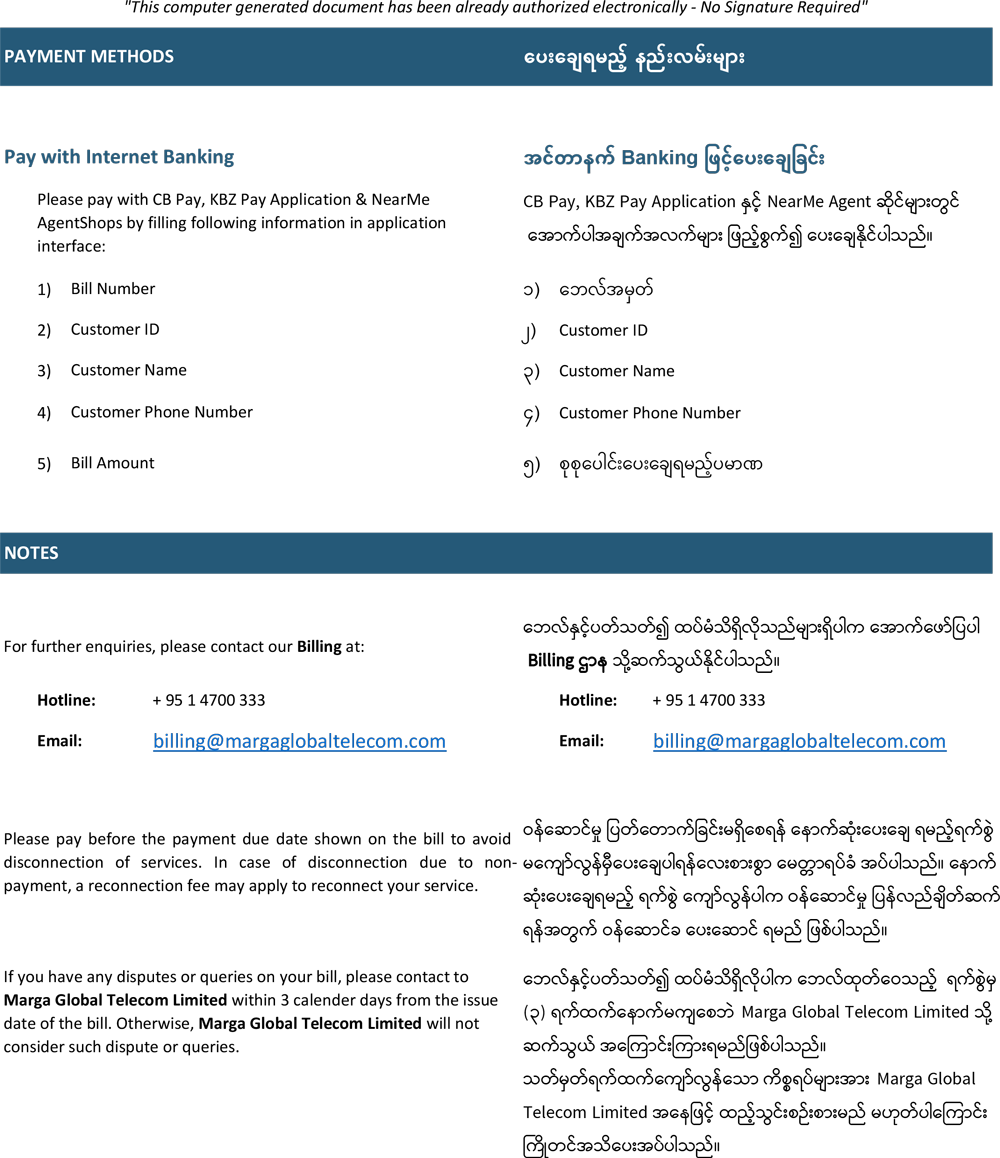 "This computer generated document has been already authorized electronically - No Signature Required"
PAYMENT METHODS
ပေးချေရမည့် နည်းလမ်းများ
Pay with Internet Banking
အင်တာနက် Banking ဖြင့်ပေးချေခြင်း
Please pay with CB Pay, KBZ Pay Application & NearMe
AgentShops by filling following information in application
interface:
CB Pay, KBZ Pay Application နှင့် NearMe Agent ဆိုင်များတွင်
အောက်ပါအချက်အလက်များ ဖြည့်စွက်၍ ပေးချေနိုင်ပါသည်။
1) Bill Number
၁) ဘေလ်အမှတ်
2) Customer ID
၂) Customer ID
3) Customer Name
၃) Customer Name
4) Customer Phone Number
၄) Customer Phone Number
5) Bill Amount
၅) စုစုပေါင်းပေးချေရမည့်ပမာဏ
NOTES
For further enquiries, please contact our Billing at:
ဘေလ်နှင့်ပတ်သတ်၍ ထပ်မံသိရှိလိုသည်များရှိပါက အောက်ဖော်ပြပါ
Billing ဌာန သို့ဆက်သွယ်နိုင်ပါသည်။
Hotline: + 95 1 4700 333
Hotline: + 95 1 4700 333
Email: billing@margaglobaltelecom.com
Email: billing@margaglobaltelecom.com
Please pay before the payment due date shown on the bill to avoid
disconnection of services. In case of disconnection due to non-
payment, a reconnection fee may apply to reconnect your service.
ဝန်ဆောင်မှု ပြတ်တောက်ခြင်းမရှိစေရန် နောက်ဆုံးပေးချေ ရမည့်ရက်စွဲ
မကျော်လွန်မှီပေးချေပါရန်လေးစားစွာ မေတ္တာရပ်ခံ အပ်ပါသည်။ နောက်
ဆုံးပေးချေရမည့် ရက်စွဲ ကျော်လွန်ပါက ဝန်ဆောင်မှု ပြန်လည်ချိတ်ဆက်
ရန်အတွက် ဝန်ဆောင်ခ ပေးဆောင် ရမည် ဖြစ်ပါသည်။
If you have any disputes or queries on your bill, please contact to
Marga Global Telecom Limited within 3 calender days from the issue
date of the bill. Otherwise, Marga Global Telecom Limited will not
consider such dispute or queries.
ဘေလ်နှင့်ပတ်သတ်၍ ထပ်မံသိရှိလိုပါက ဘေလ်ထုတ်ဝေသည့် ရက်စွဲမှ
(၃) ရက်ထက်နောက်မကျစေဘဲ Marga Global Telecom Limited သို့
ဆက်သွယ် အကြောင်းကြားရမည်ဖြစ်ပါသည်။
သတ်မှတ်ရက်ထက်ကျော်လွန်သော ကိစ္စရပ်များအား Marga Global
Telecom Limited အနေဖြင့် ထည့်သွင်းစဉ်းစားမည် မဟုတ်ပါကြောင်း
ကြိုတင်အသိပေးအပ်ပါသည်။